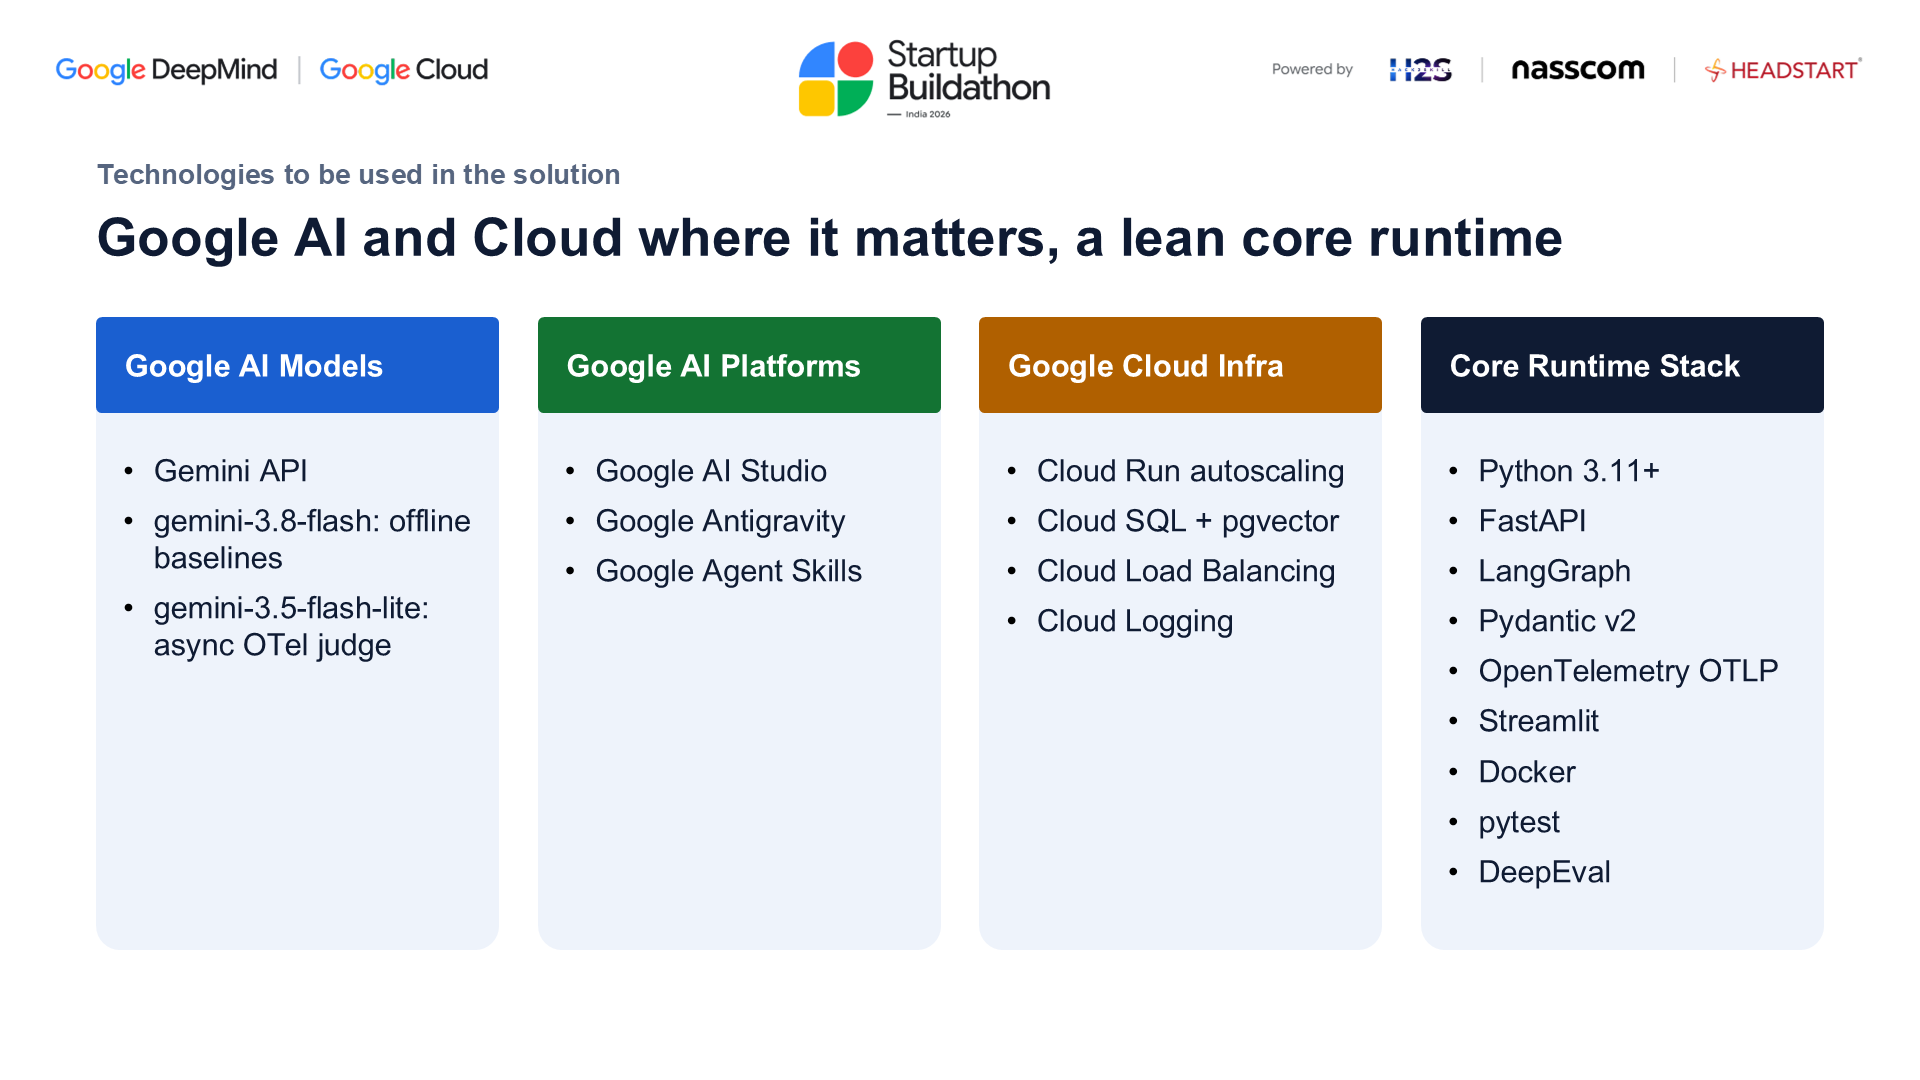 Google DeepMind | Google Cloud
Startup
Buildathon
— India 2026
Powered by
H2S
HACK2SKILL
nasscom
HEADSTART
Technologies to be used in the solution
Google AI and Cloud where it matters, a lean core runtime
Google AI Models
• Gemini API
• gemini-3.8-flash: offline
baselines
• gemini-3.5-flash-lite:
async OTel judge
Google AI Platforms
• Google AI Studio
• Google Antigravity
• Google Agent Skills
Google Cloud Infra
• Cloud Run autoscaling
• Cloud SQL + pgvector
• Cloud Load Balancing
• Cloud Logging
Core Runtime Stack
• Python 3.11+
• FastAPI
• LangGraph
• Pydantic v2
• OpenTelemetry OTLP
• Streamlit
• Docker
• pytest
• DeepEval